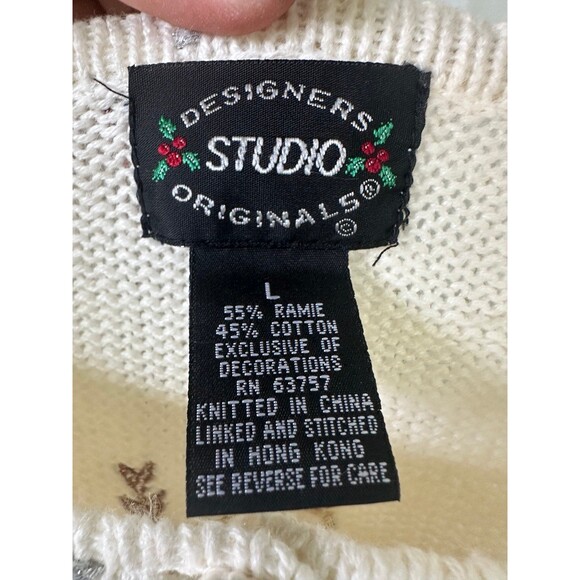 DESIGNERS
STUDIO
ORIGINALS®
©
L
55% RAMIE
45% COTTON
EXCLUSIVE OF
DECORATIONS
RN 63757
KNITTED IN CHINA
LINKED AND STITCHED
IN HONG KONG
SEE REVERSE FOR CARE